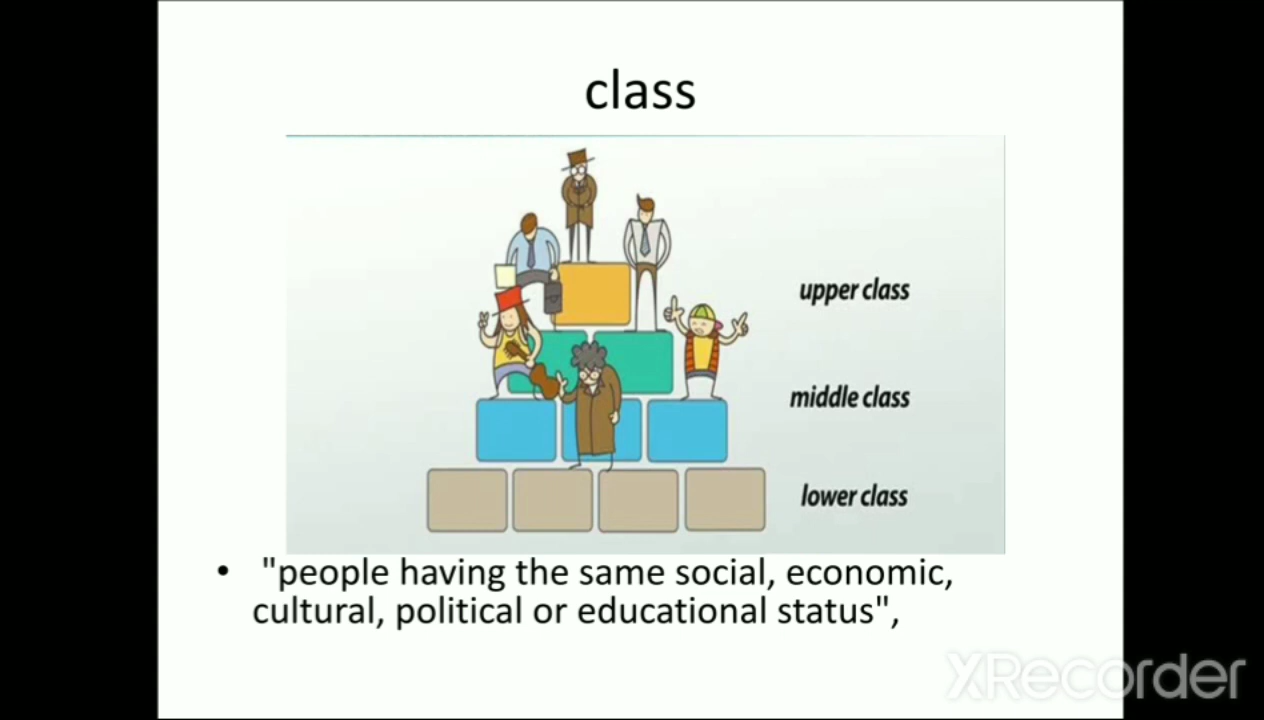 class
upper class
middle class
lower class
• "people having the same social, economic,
cultural, political or educational status",
XRecorder